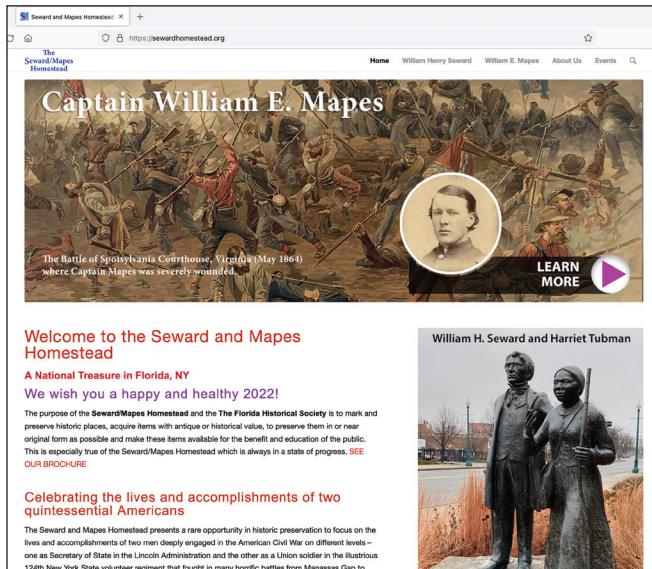 Seward and Mapes Homestead
https://sewardhomestead.org
The
Seward/Mapes
Homestead
Home William Henry Seward William E. Mapes About Us Events
Captain William E. Mapes
The Battle of Spotsylvania Courthouse, Virginia (May 1864)
where Captain Mapes was severely wounded.
LEARN
MORE
Welcome to the Seward and Mapes
Homestead
A National Treasure in Florida, NY
We wish you a happy and healthy 2022!
The purpose of the Seward/Mapes Homestead and the The Florida Historical Society is to mark and
preserve historic places, acquire items with antique or historical value, to preserve them in or near
original form as possible and make these items available for the benefit and education of the public.
This is especially true of the Seward/Mapes Homestead which is always in a state of progress. SEE
OUR BROCHURE
Celebrating the lives and accomplishments of two
quintessential Americans
The Seward and Mapes Homestead presents a rare opportunity in historic preservation to focus on the
lives and accomplishments of two men deeply engaged in the American Civil War on different levels –
one as Secretary of State in the Lincoln Administration and the other as a Union soldier in the illustrious
124th New York State volunteer regiment that fought in many horrific battles from Manassas Gap to
William H. Seward and Harriet Tubman